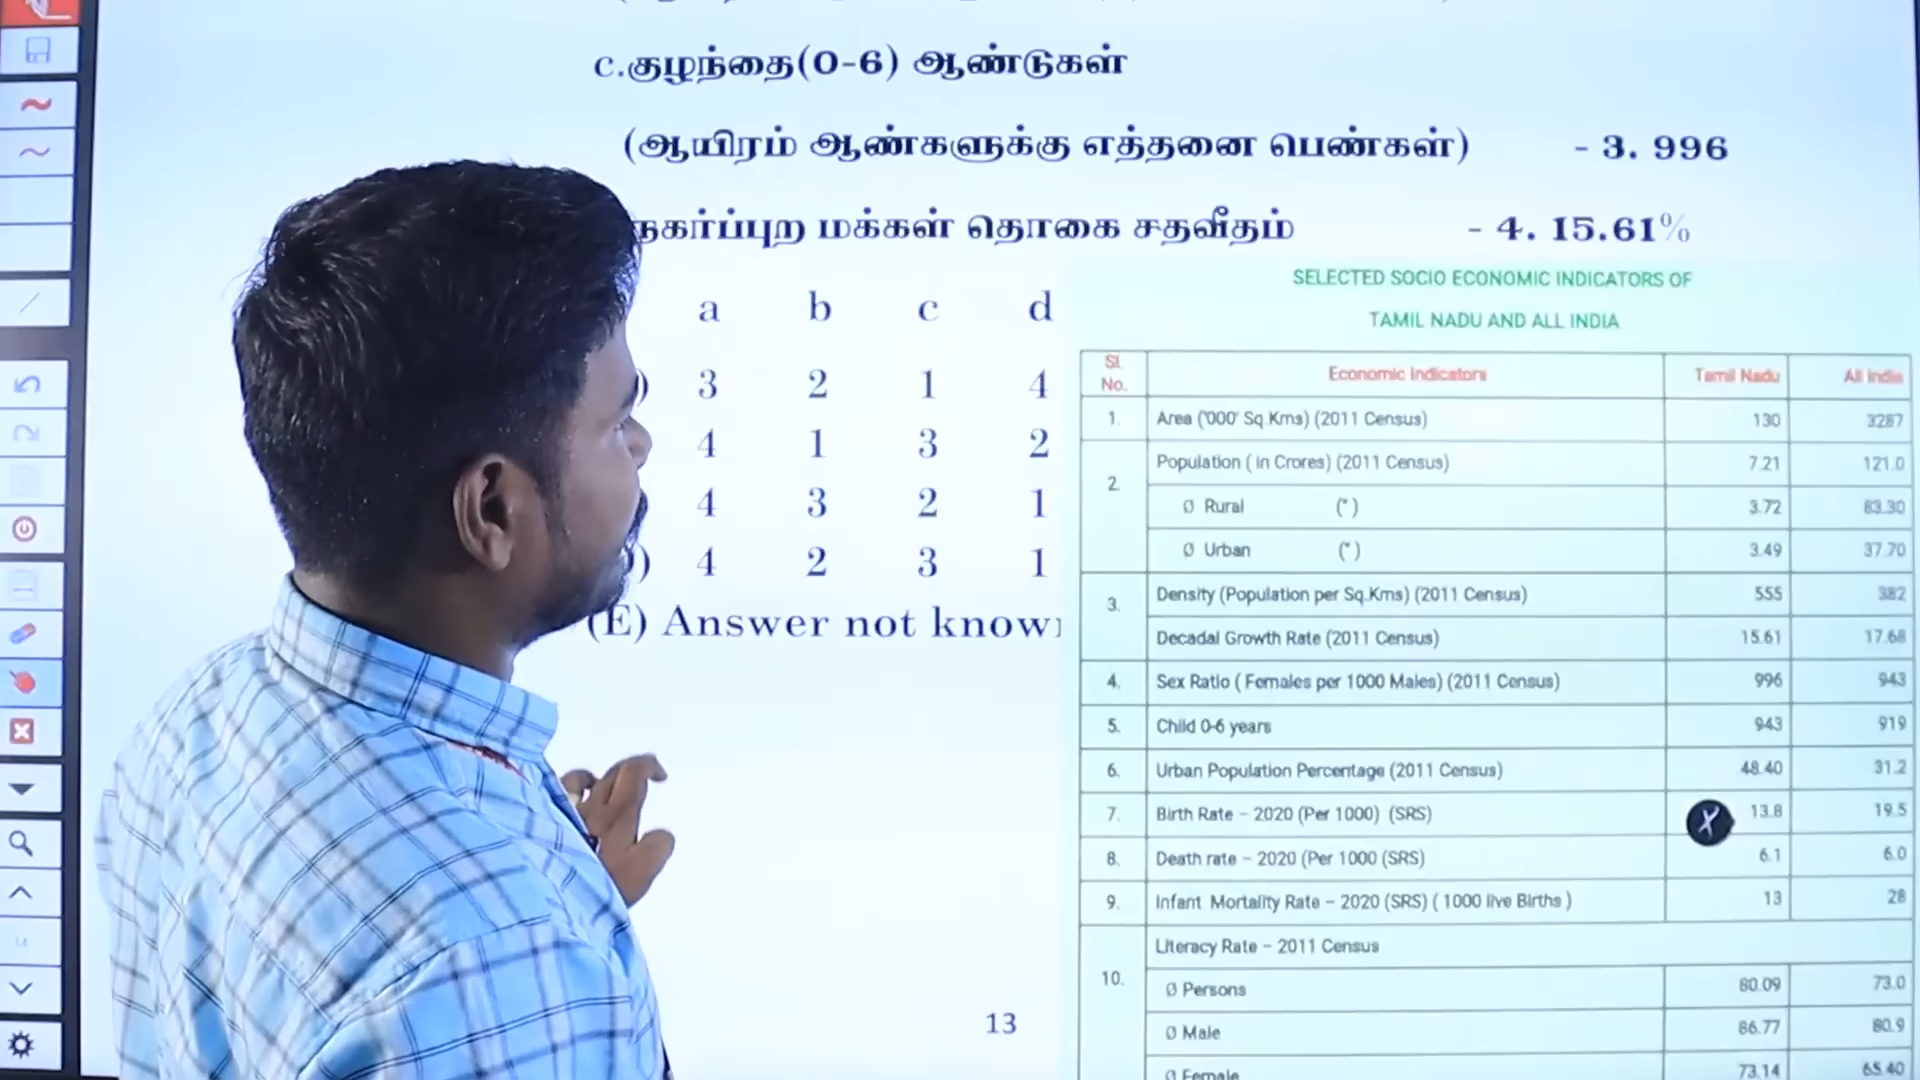 c.குழந்தை(0-6) ஆண்டுகள்
(ஆயிரம் ஆண்களுக்கு எத்தனை பெண்கள்) - 3. 996
நகர்ப்புற மக்கள் தொகை சதவீதம் - 4. 15.61%
a b c d
) 3 2 1 4
4 1 3 2
4 3 2 1
) 4 2 3 1
(E) Answer not know
13
SELECTED SOCIO ECONOMIC INDICATORS OF
TAMIL NADU AND ALL INDIA
Sl. No. Economic Indicators Tamil Nadu All India
1. Area ('000' Sq.Kms) (2011 Census) 130 3287
2. Population ( in Crores) (2011 Census) 7.21 121.0
Ø Rural (") 3.72 83.30
Ø Urban (") 3.49 37.70
3. Density (Population per Sq.Kms) (2011 Census) 555 382
Decadal Growth Rate (2011 Census) 15.61 17.68
4. Sex Ratio ( Females per 1000 Males) (2011 Census) 996 943
5. Child 0-6 years 943 919
6. Urban Population Percentage (2011 Census) 48.40 31.2
7. Birth Rate – 2020 (Per 1000) (SRS) 13.8 19.5
8. Death rate – 2020 (Per 1000 (SRS) 6.1 6.0
9. Infant Mortality Rate – 2020 (SRS) ( 1000 live Births ) 13 28
10. Literacy Rate – 2011 Census
Ø Persons 80.09 73.0
Ø Male 86.77 80.9
Ø Female 73.14 65.40